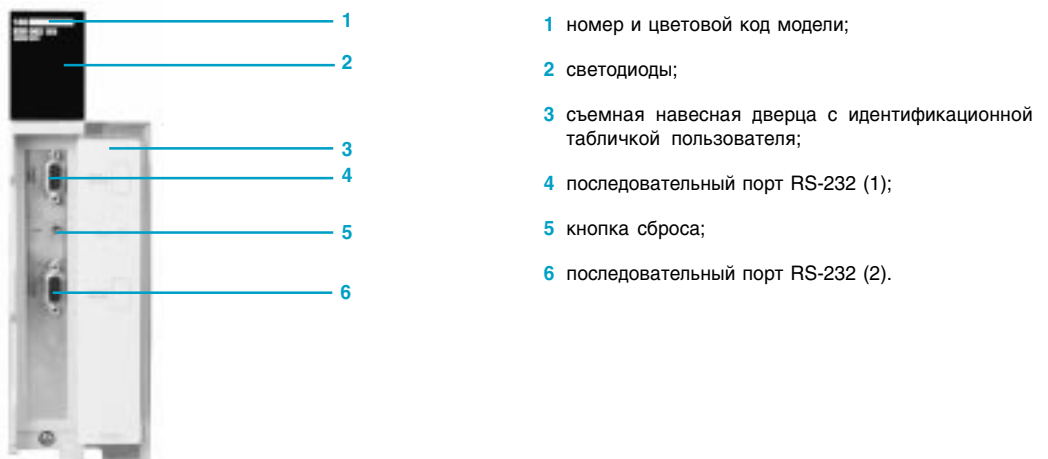 1
2
3
4
5
6
1 номер и цветовой код модели;
2 светодиоды;
3 съемная навесная дверца с идентификационной
табличкой пользователя;
4 последовательный порт RS-232 (1);
5 кнопка сброса;
6 последовательный порт RS-232 (2).